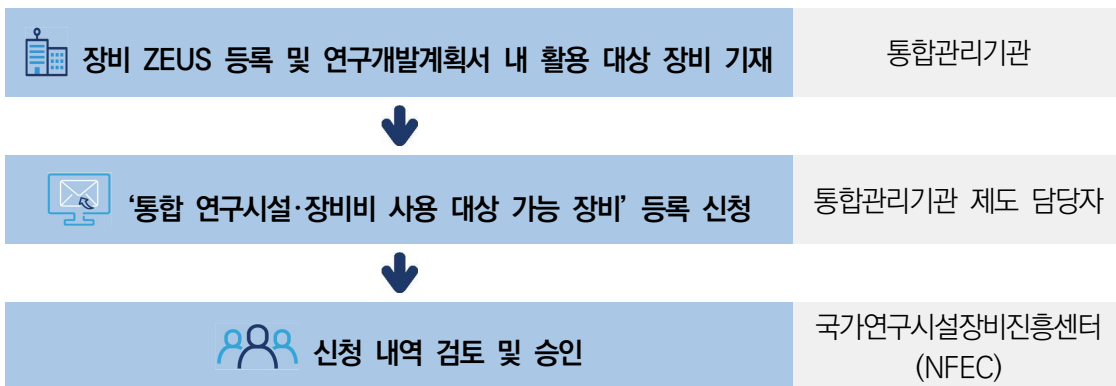 장비 ZEUS 등록 및 연구개발계획서 내 활용 대상 장비 기재
통합관리기관
‘통합 연구시설·장비비 사용 대상 가능 장비’ 등록 신청
통합관리기관 제도 담당자
신청 내역 검토 및 승인
국가연구시설장비진흥센터
(NFEC)